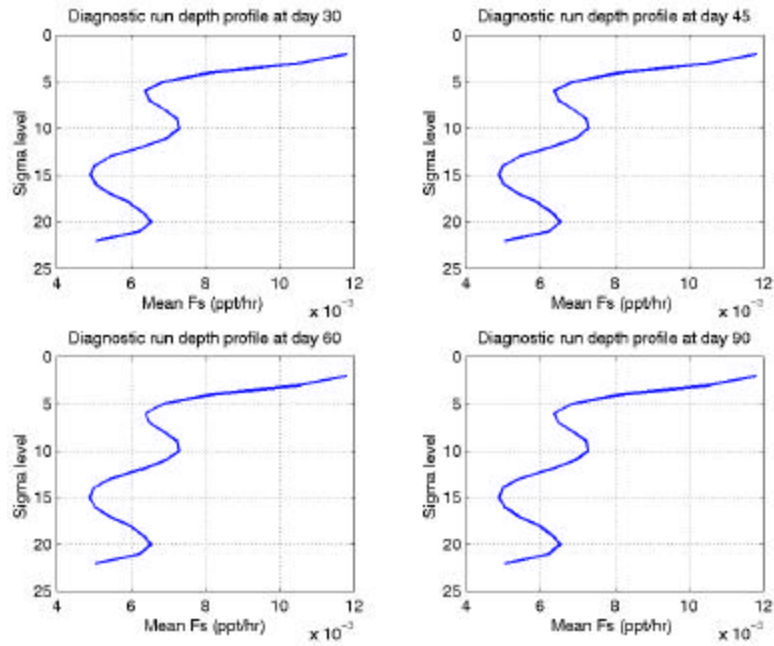 Diagnostic run depth profile at day 30
0
5
10
15
20
25
Sigma level
4 6 8 10 12
Mean Fs (ppt/hr)
x 10⁻³
Diagnostic run depth profile at day 45
0
5
10
15
20
25
Sigma level
4 6 8 10 12
Mean Fs (ppt/hr)
x 10⁻³
Diagnostic run depth profile at day 60
0
5
10
15
20
25
Sigma level
4 6 8 10 12
Mean Fs (ppt/hr)
x 10⁻³
Diagnostic run depth profile at day 90
0
5
10
15
20
25
Sigma level
4 6 8 10 12
Mean Fs (ppt/hr)
x 10⁻³